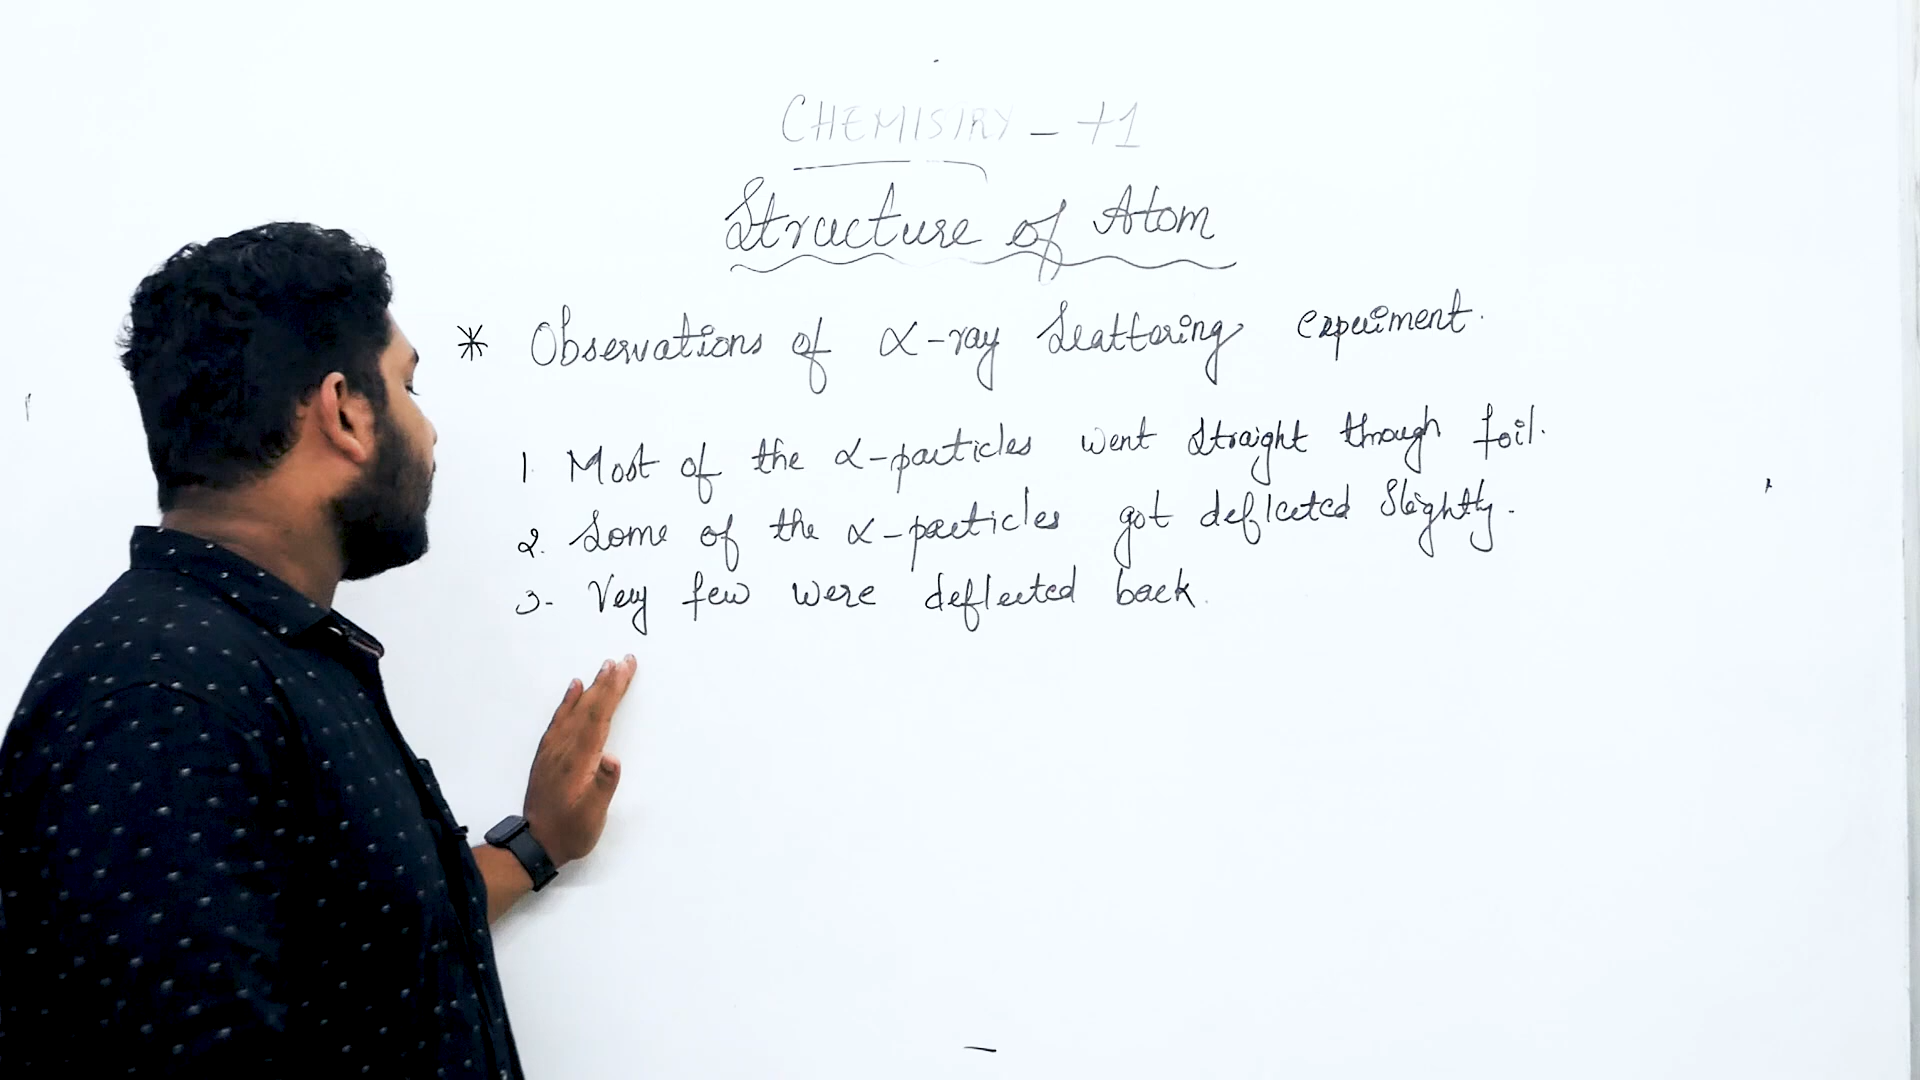 CHEMISTRY - +1
Structure of Atom
* Observations of α-ray Scattering experiment.
1. Most of the α-particles went straight through foil.
2. Some of the α-particles got deflected slightly.
3- Very few were deflected back.